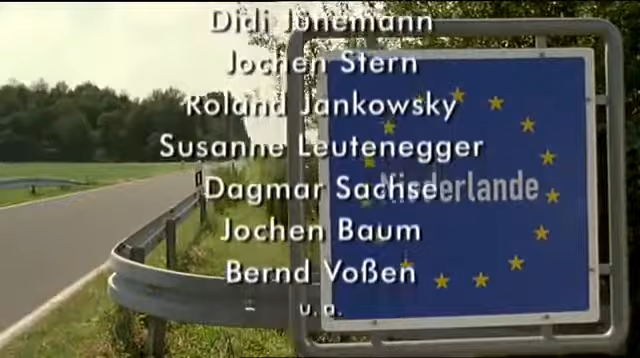 Didi Jünemann
Jochen Stern
Roland Jankowsky
Susanne Leutenegger
Dagmar Sachse
Jochen Baum
Bernd Voßen
u.a.
Niederlande